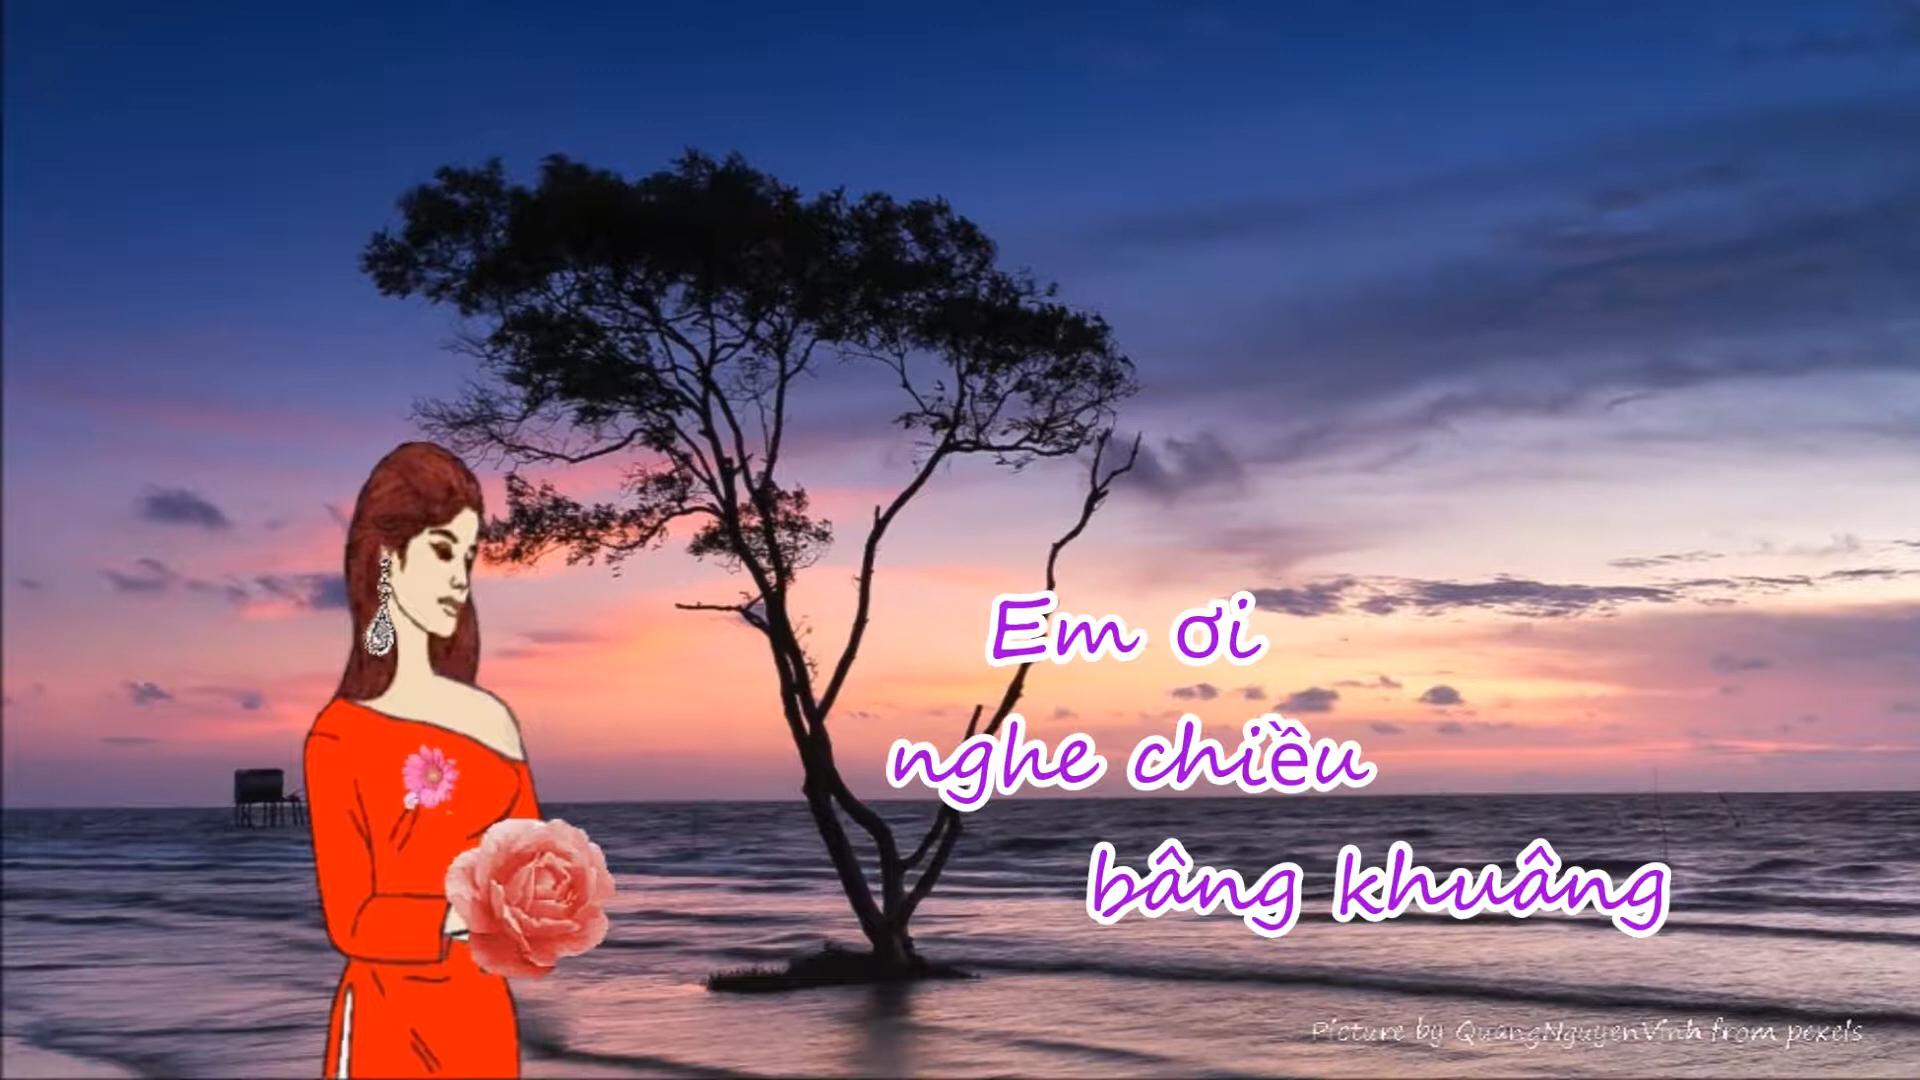 Em ơi
nghe chiều
bâng khuâng
Picture by QuangNguyenVinh from pexels